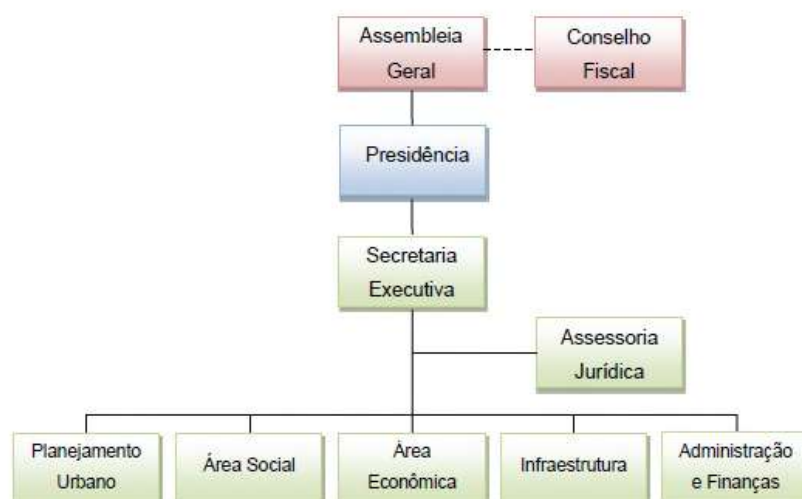 Assembleia
Geral
Conselho
Fiscal
Presidência
Secretaria
Executiva
Assessoria
Jurídica
Planejamento
Urbano
Área Social
Área
Econômica
Infraestrutura
Administração
e Finanças